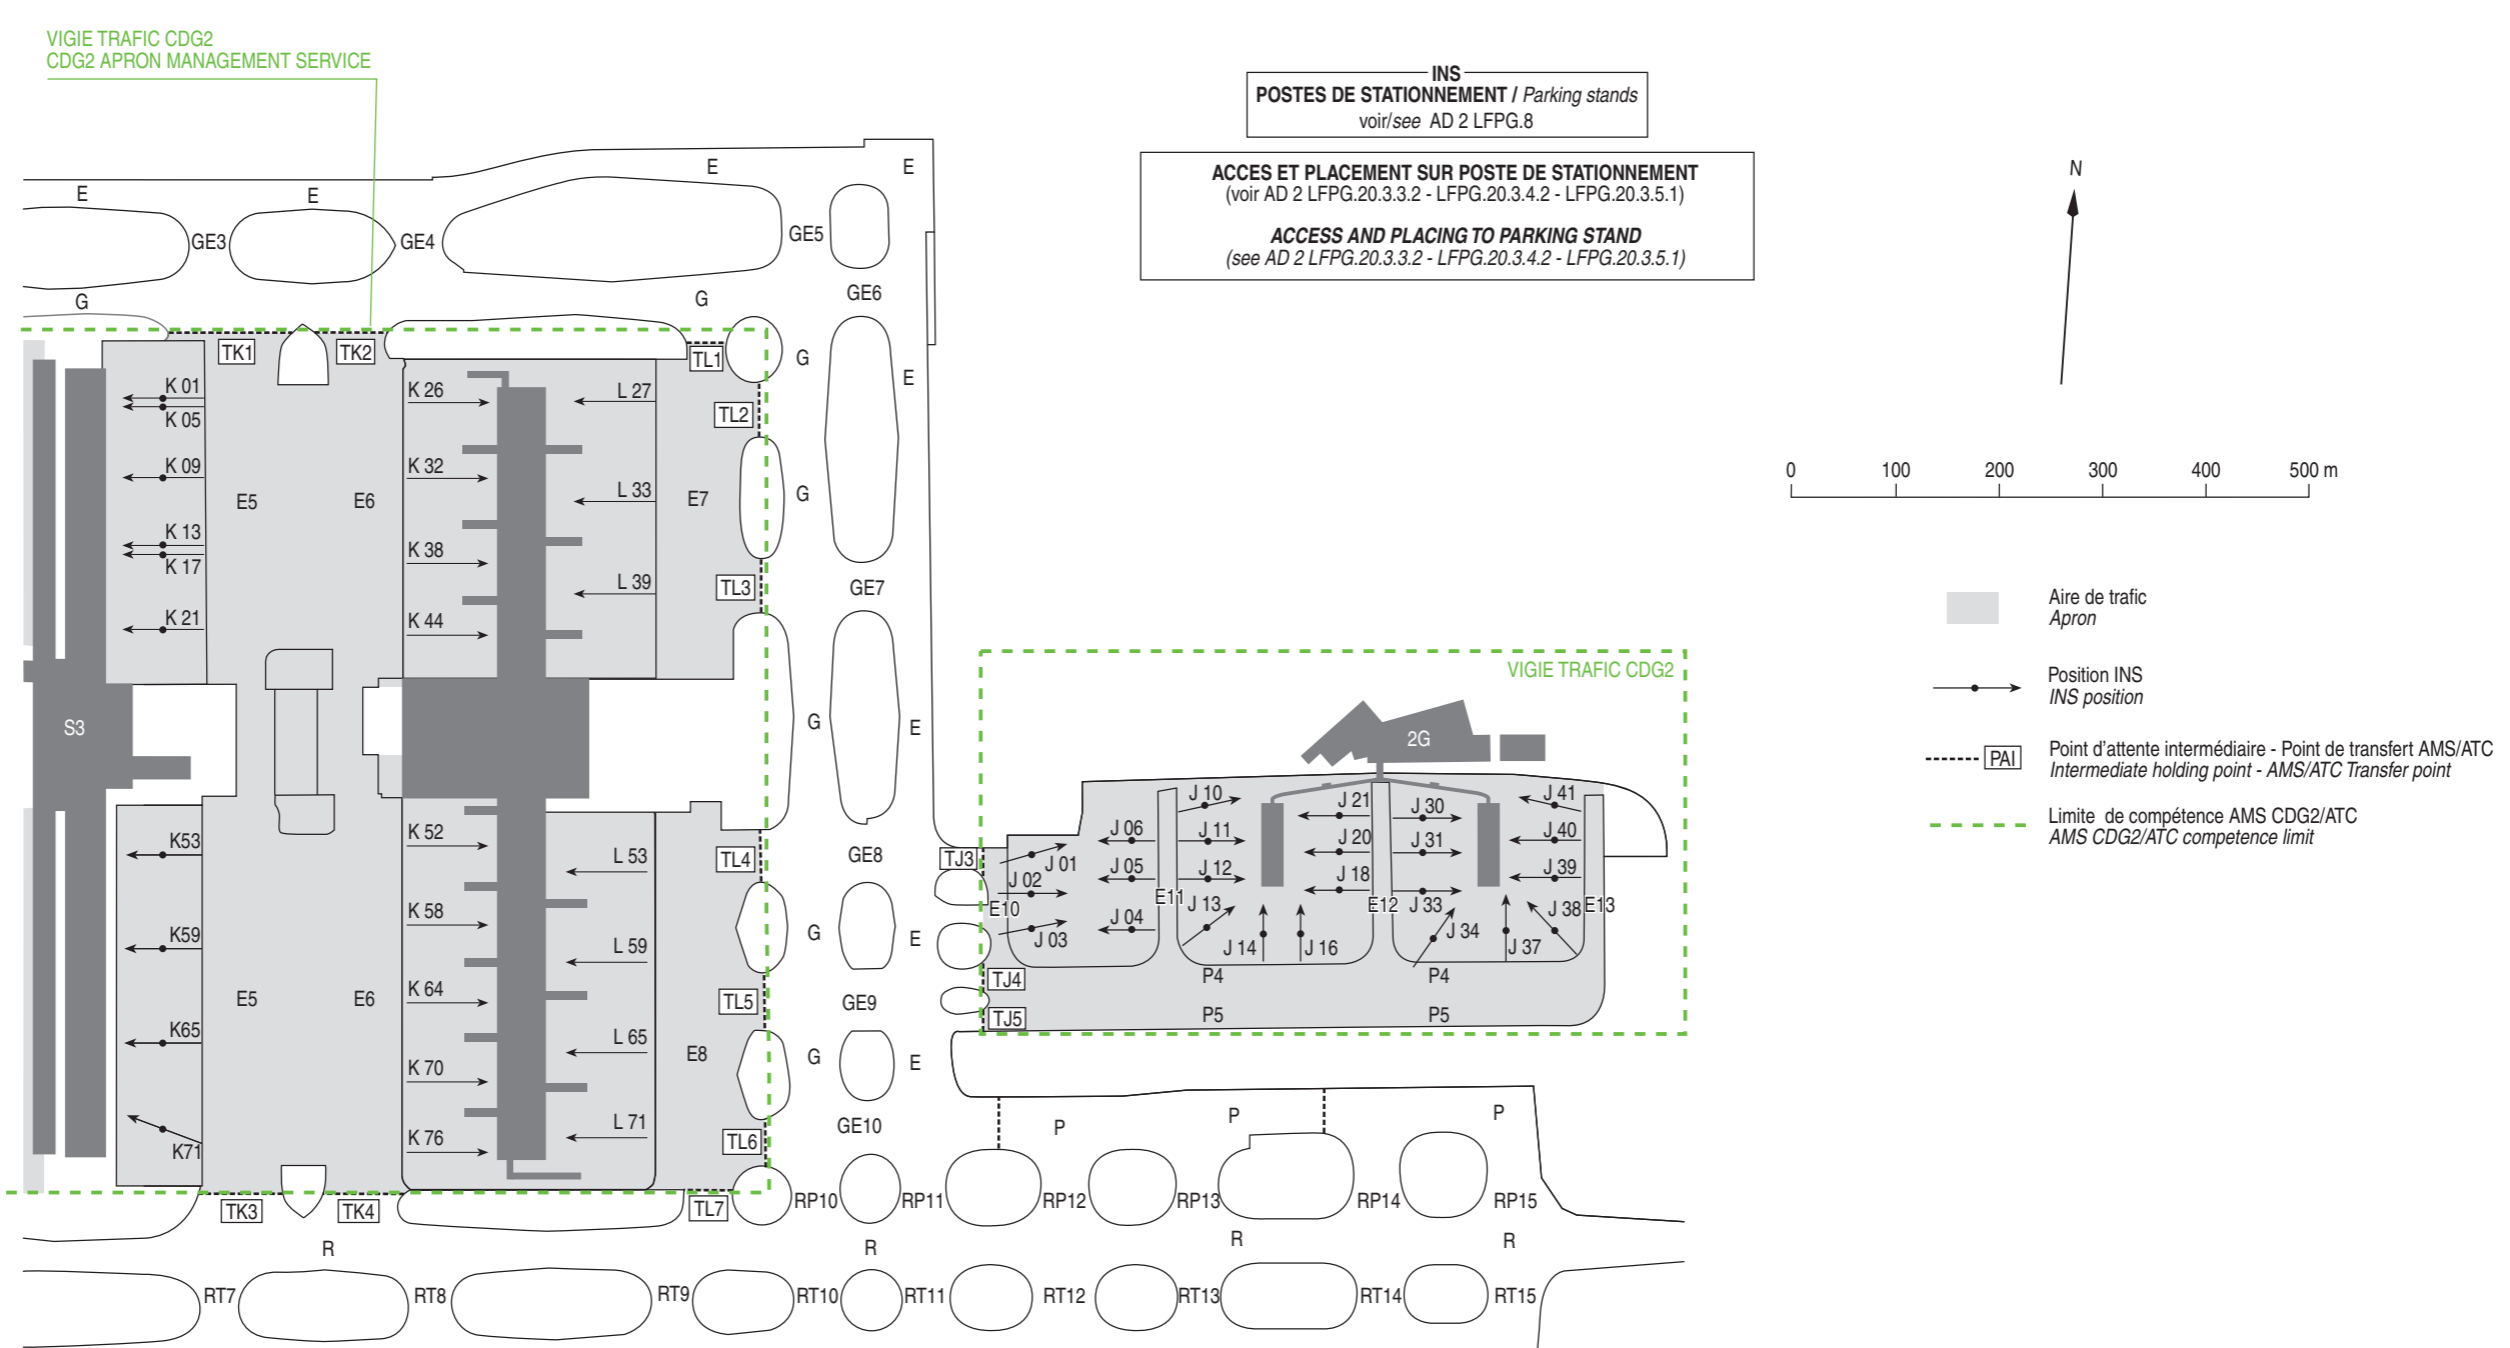 VIGIE TRAFIC CDG2
CDG2 APRON MANAGEMENT SERVICE
INS
POSTES DE STATIONNEMENT / Parking stands
voir/see AD 2 LFPG.8
ACCES ET PLACEMENT SUR POSTE DE STATIONNEMENT
(voir AD 2 LFPG.20.3.3.2 - LFPG.20.3.4.2 - LFPG.20.3.5.1)
ACCESS AND PLACING TO PARKING STAND
(see AD 2 LFPG.20.3.3.2 - LFPG.20.3.4.2 - LFPG.20.3.5.1)
N
E
E
E
E
GE3
GE4
GE5
G
G
GE6
TK1
TK2
TL1
G
E
K 01
K 05
K 26
L 27
TL2
K 09
K 32
L 33
E5
E6
E7
G
K 13
K 17
K 38
L 39
TL3
GE7
K 21
K 44
0 100 200 300 400 500 m
Aire de trafic
Apron
Position INS
INS position
PAI
Point d'attente intermédiaire - Point de transfert AMS/ATC
Intermediate holding point - AMS/ATC Transfer point
Limite de compétence AMS CDG2/ATC
AMS CDG2/ATC competence limit
S3
G
E
VIGIE TRAFIC CDG2
2G
K53
K 52
L 53
TL4
GE8
TJ3
J 01
J 02
E10
J 03
J 06
J 05
J 04
E11
J 10
J 11
J 12
J 13
J 14
J 16
J 21
J 20
J 18
E12
J 30
J 31
J 33
J 34
J 37
J 41
J 40
J 39
J 38
E13
K59
K 58
L 59
G
E
TJ4
P4
P4
E5
E6
K 64
TL5
GE9
TJ5
P5
P5
K65
L 65
E8
G
E
K 70
K71
K 76
L 71
TL6
GE10
P
P
P
TK3
TK4
TL7
RP10
RP11
RP12
RP13
RP14
RP15
R
R
R
R
RT7
RT8
RT9
RT10
RT11
RT12
RT13
RT14
RT15